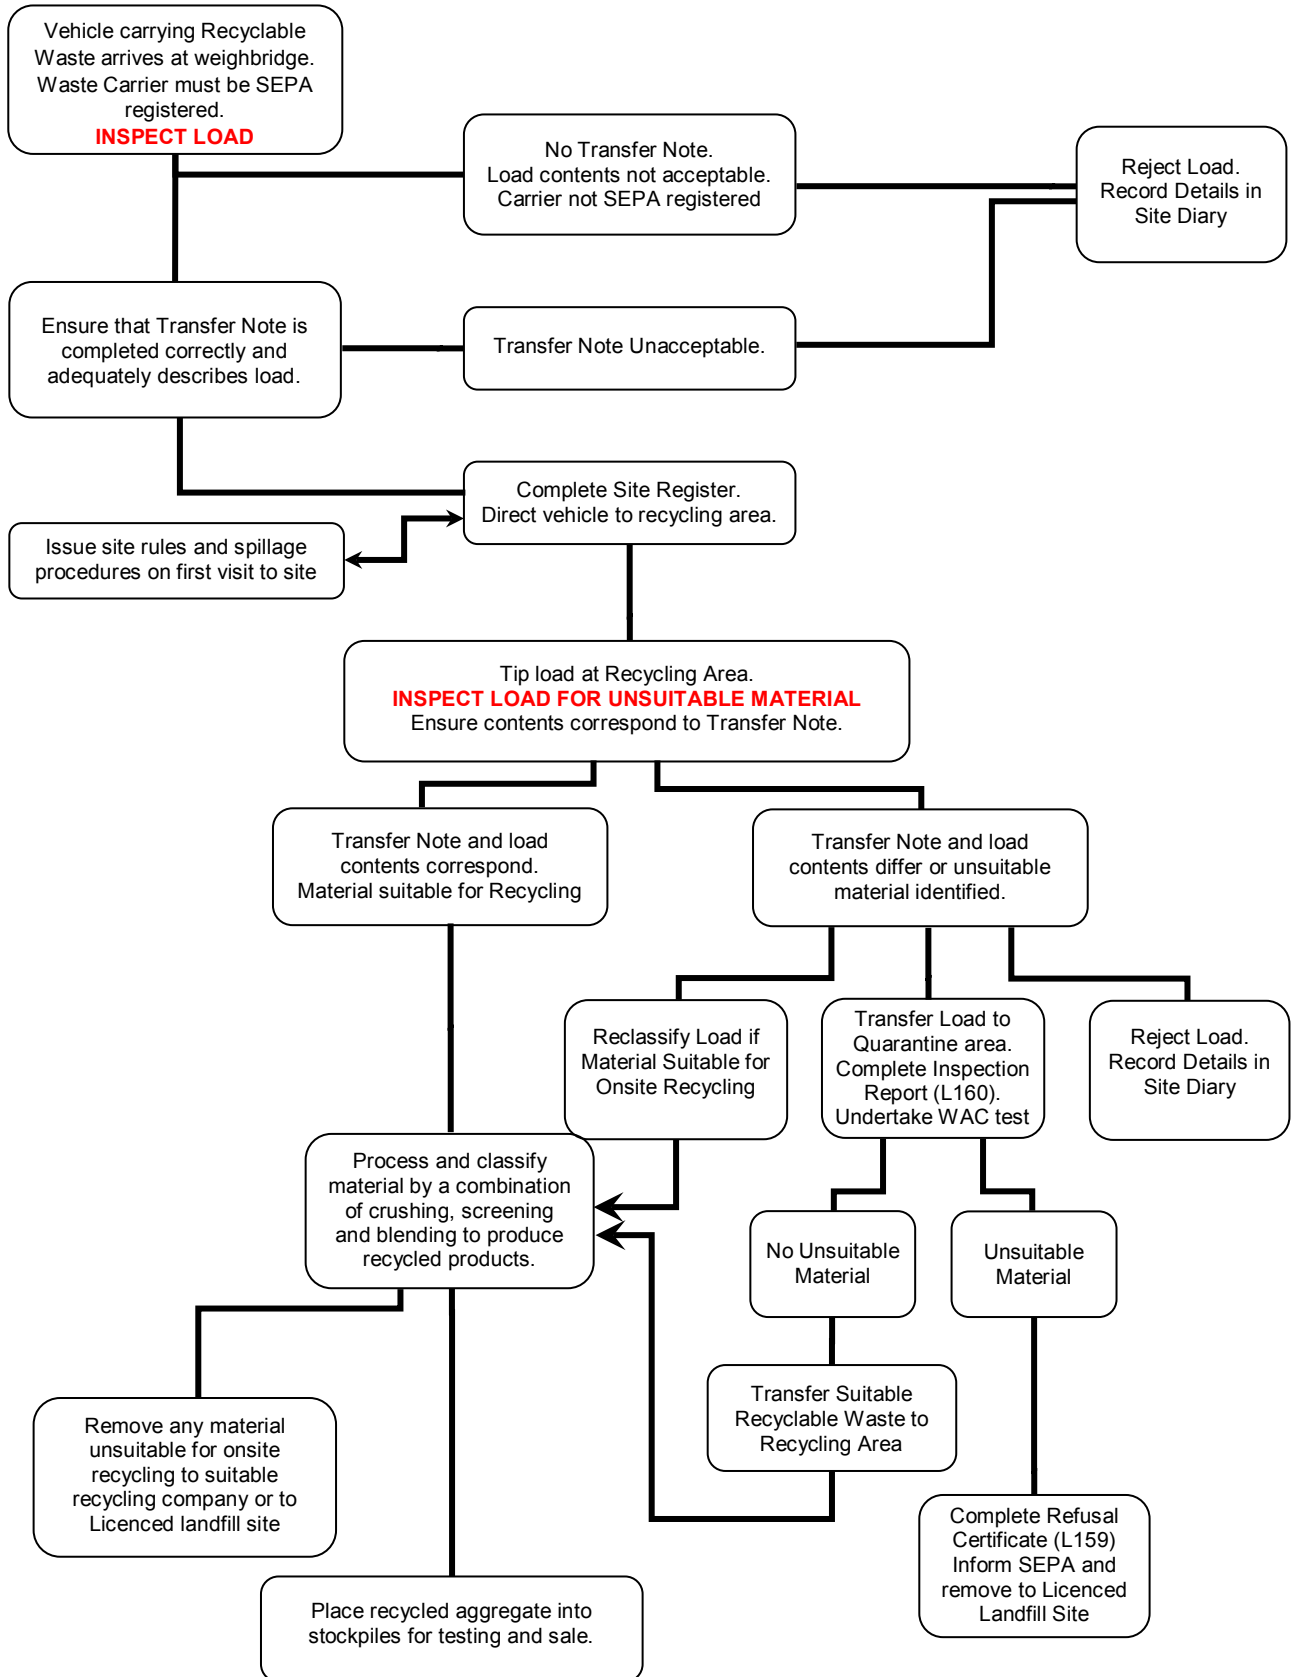 Vehicle carrying Recyclable
Waste arrives at weighbridge.
Waste Carrier must be SEPA
registered.
INSPECT LOAD
No Transfer Note.
Load contents not acceptable.
Carrier not SEPA registered
Reject Load.
Record Details in
Site Diary
Ensure that Transfer Note is
completed correctly and
adequately describes load.
Transfer Note Unacceptable.
Complete Site Register.
Direct vehicle to recycling area.
Issue site rules and spillage
procedures on first visit to site
Tip load at Recycling Area.
INSPECT LOAD FOR UNSUITABLE MATERIAL
Ensure contents correspond to Transfer Note.
Transfer Note and load
contents correspond.
Material suitable for Recycling
Transfer Note and load
contents differ or unsuitable
material identified.
Reclassify Load if
Material Suitable for
Onsite Recycling
Transfer Load to
Quarantine area.
Complete Inspection
Report (L160).
Undertake WAC test
Reject Load.
Record Details in
Site Diary
Process and classify
material by a combination
of crushing, screening
and blending to produce
recycled products.
No Unsuitable
Material
Unsuitable
Material
Transfer Suitable
Recyclable Waste to
Recycling Area
Remove any material
unsuitable for onsite
recycling to suitable
recycling company or to
Licenced landfill site
Complete Refusal
Certificate (L159)
Inform SEPA and
remove to Licenced
Landfill Site
Place recycled aggregate into
stockpiles for testing and sale.